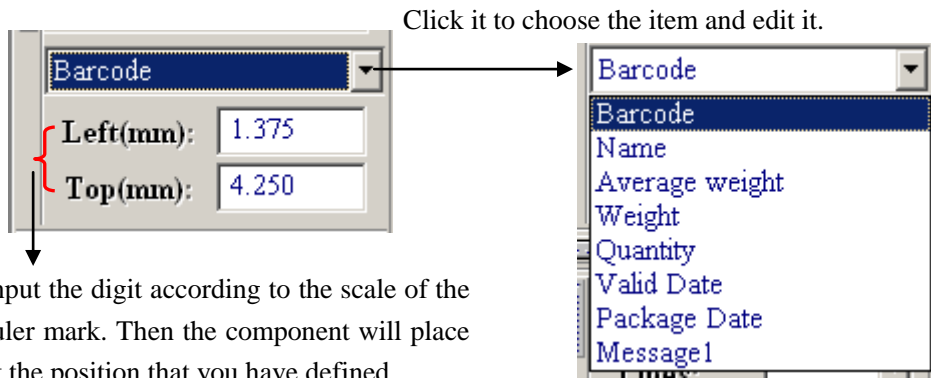 Click it to choose the item and edit it.
Barcode
Left(mm): 1.375
Top(mm): 4.250
Barcode
Barcode
Name
Average weight
Weight
Quantity
Valid Date
Package Date
Message1
the digit according to the scale of the
mark. Then the component will place
the position that you have defined